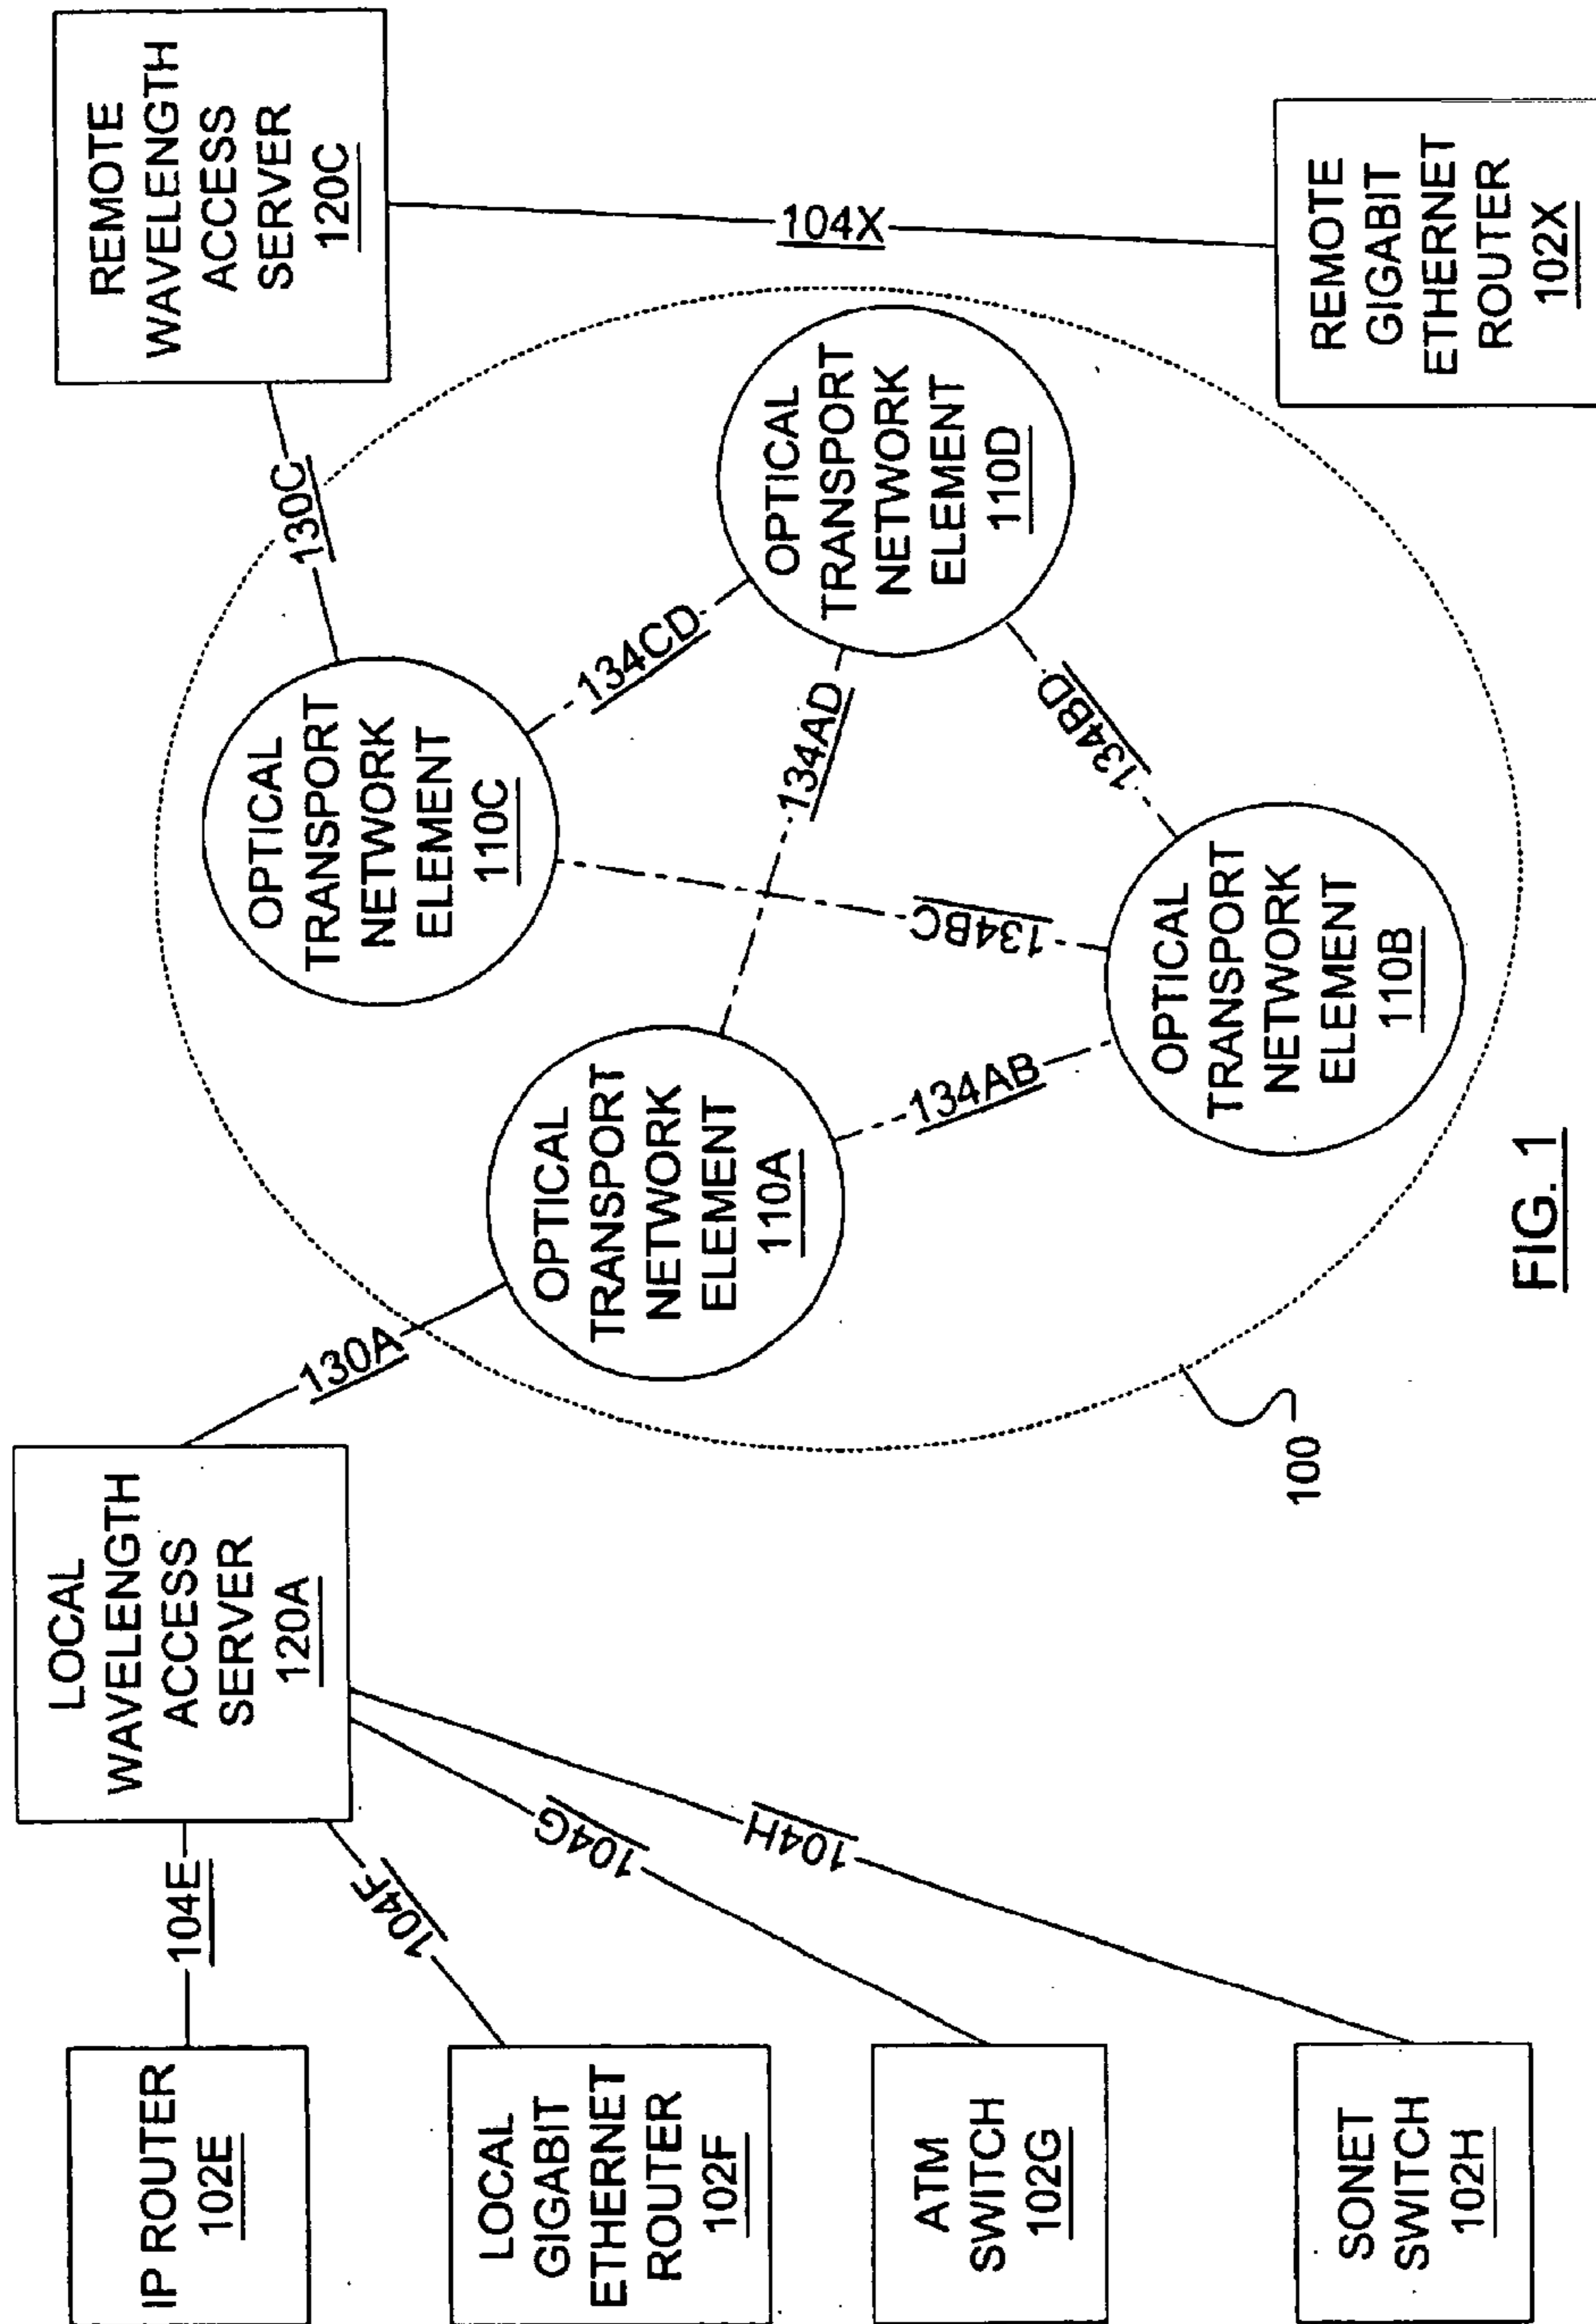 IP ROUTER
102E
104E
LOCAL
GIGABIT
ETHERNET
ROUTER
102F
104F
ATM
SWITCH
102G
104G
SONET
SWITCH
102H
104H
LOCAL
WAVELENGTH
ACCESS
SERVER
120A
130A
OPTICAL
TRANSPORT
NETWORK
ELEMENT
110A
134AB
OPTICAL
TRANSPORT
NETWORK
ELEMENT
110B
134BC
134AD
134BD
OPTICAL
TRANSPORT
NETWORK
ELEMENT
110C
134CD
OPTICAL
TRANSPORT
NETWORK
ELEMENT
110D
130C
REMOTE
WAVELENGTH
ACCESS
SERVER
120C
104X
REMOTE
GIGABIT
ETHERNET
ROUTER
102X
100
FIG. 1